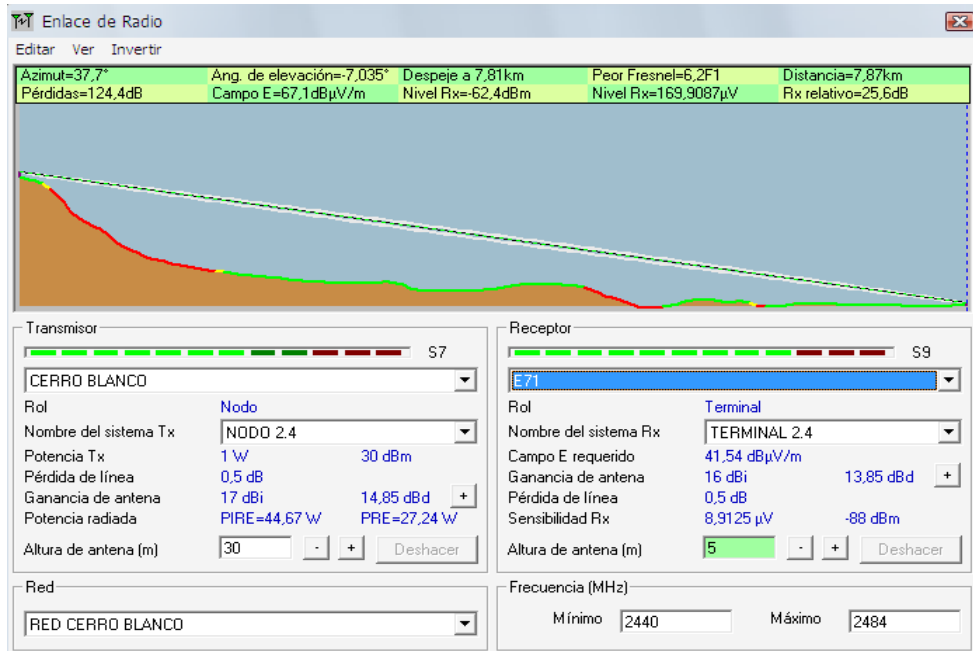 Enlace de Radio
Editar Ver Invertir
Azimut=37,7° Ang. de elevación=-7,035° Despeje a 7,81km Peor Fresnel=6,2F1 Distancia=7,87km
Pérdidas=124,4dB Campo E=67,1dBµV/m Nivel Rx=-62,4dBm Nivel Rx=169,9087µV Rx relativo=25,6dB
Transmisor
S7
CERRO BLANCO
Rol Nodo
Nombre del sistema Tx NODO 2.4
Potencia Tx 1 W 30 dBm
Pérdida de línea 0,5 dB
Ganancia de antena 17 dBi 14,85 dBd +
Potencia radiada PIRE=44,67 W PRE=27,24 W
Altura de antena (m) 30 - + Deshacer
Red
RED CERRO BLANCO
Receptor
S9
E71
Rol Terminal
Nombre del sistema Rx TERMINAL 2.4
Campo E requerido 41,54 dBµV/m
Ganancia de antena 16 dBi 13,85 dBd +
Pérdida de línea 0,5 dB
Sensibilidad Rx 8,9125 µV -88 dBm
Altura de antena (m) 5 - + Deshacer
Frecuencia (MHz)
Mínimo 2440 Máximo 2484